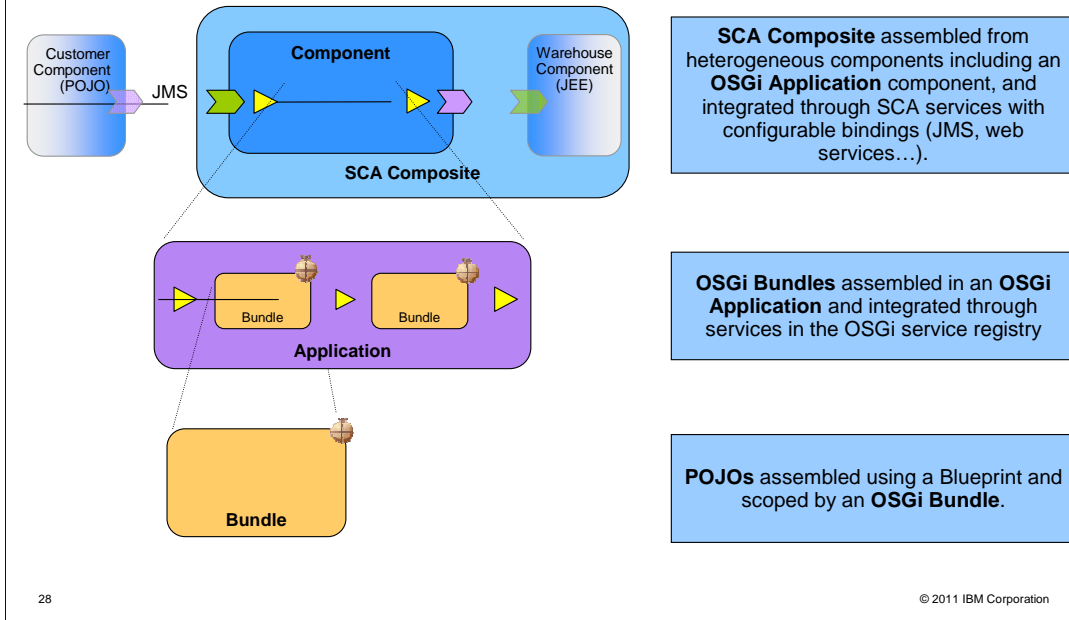 Customer
Component
(POJO)
JMS
Component
Warehouse
Component
(JEE)
SCA Composite
SCA Composite assembled from
heterogeneous components including an
OSGi Application component, and
integrated through SCA services with
configurable bindings (JMS, web
services…).
Bundle
Bundle
Application
OSGi Bundles assembled in an OSGi
Application and integrated through
services in the OSGi service registry
Bundle
POJOs assembled using a Blueprint and
scoped by an OSGi Bundle.
28
© 2011 IBM Corporation